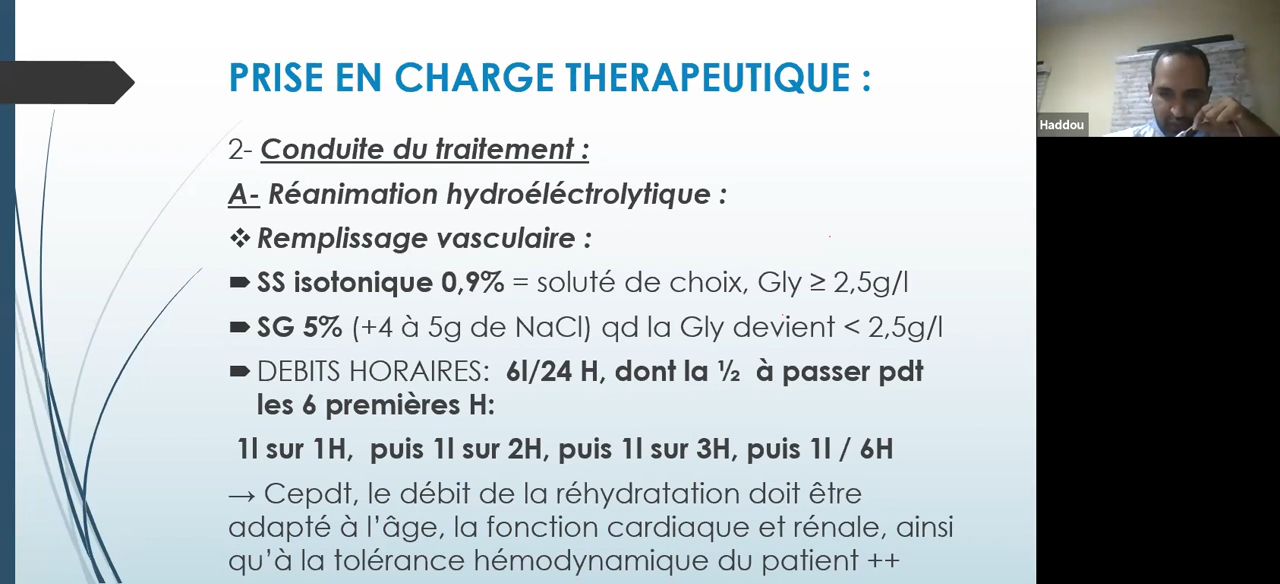 PRISE EN CHARGE THERAPEUTIQUE :
2- Conduite du traitement :
A- Réanimation hydroéléctrolytique :
❖ Remplissage vasculaire :
SS isotonique 0,9% = soluté de choix, Gly ≥ 2,5g/l
SG 5% (+4 à 5g de NaCl) qd la Gly devient < 2,5g/l
DEBITS HORAIRES: 6l/24 H, dont la ½ à passer pdt
les 6 premières H:
1l sur 1H, puis 1l sur 2H, puis 1l sur 3H, puis 1l / 6H
→ Cepdt, le débit de la réhydratation doit être
adapté à l’âge, la fonction cardiaque et rénale, ainsi
qu’à la tolérance hémodynamique du patient ++
Haddou